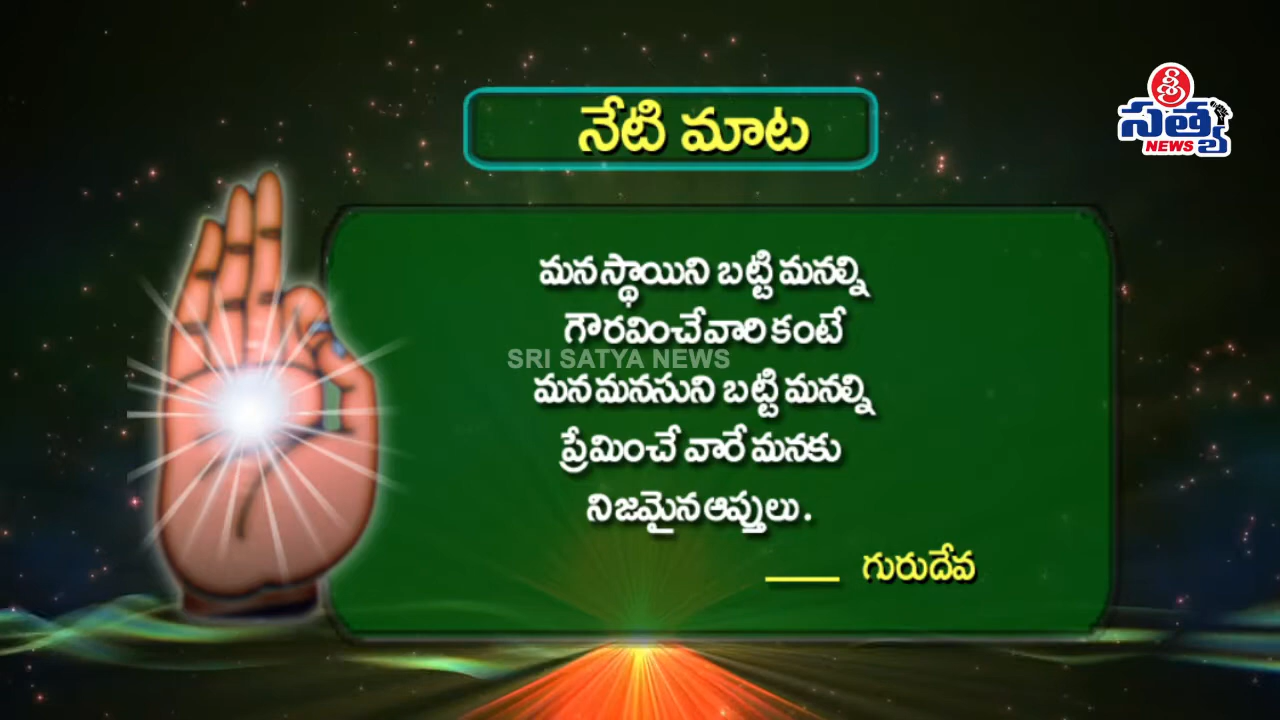 నేటి మాట
శ్రీ
సత్య
NEWS
మన స్థాయిని బట్టి మనల్ని
గౌరవించేవారి కంటే
SRI SATYA NEWS
మన మనసుని బట్టి మనల్ని
ప్రేమించే వారే మనకు
నిజమైన ఆప్తులు.
____ గురుదేవ